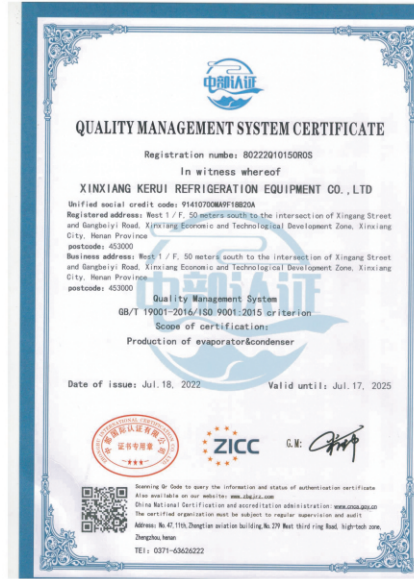 中部认证
QUALITY MANAGEMENT SYSTEM CERTIFICATE
Registration numbe: 80222Q10150R0S
In witness whereof
XINXIANG KERUI REFRIGERATION EQUIPMENT CO.,LTD
Unified social credit code: 91410700MA9F18B20A
Registered address: West 1 / F, 50 meters south to the intersection of Xingang Street
and Gangbeiyi Road, Xinxiang Economic and Technological Development Zone, Xinxiang
City, Henan Province
postcode: 453000
Business address: West 1 / F, 50 meters south to the intersection of Xingang Street
and Gangbeiyi Road, Xinxiang Economic and Technological Development Zone, Xinxiang
City, Henan Province
postcode: 453000
Quality Management System
GB/T 19001-2016/ISO 9001:2015 criterion
Scope of certification:
Production of evaporator&condenser
中部认证
Date of issue: Jul.18, 2022
Valid until: Jul.17, 2025
证书专用章
ZICC
G.M:
Scanning Qr Code to query the information and status of authentication certificate
Also available on our website: www.zbgjrz.com
China National Certification and accreditation administration: www.cnca.gov.cn
The certified organization must be subject to regular supervision and audit
Address: No.47, 11th, Zhongtian aviation building, No.279 West third ring Road, high-tech zone,
Zhengzhou, henan
TEl: 0371-63626222